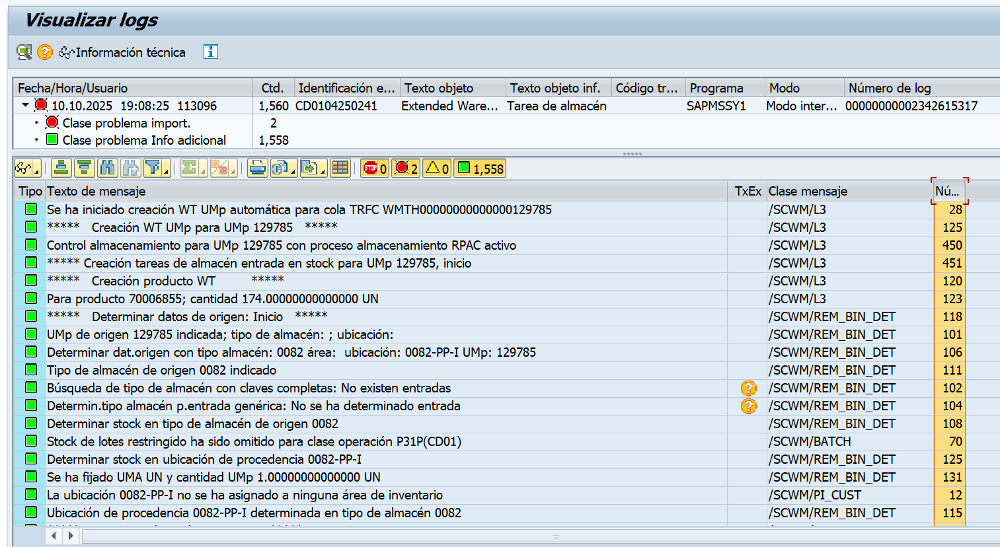 Visualizar logs
Información técnica
Fecha/Hora/Usuario Ctd. Identificación e... Texto objeto Texto objeto inf. Código tr... Programa Modo Número de log
10.10.2025 19:08:25 113096 1,560 CD0104250241 Extended Ware... Tarea de almacén SAPMSSY1 Modo inter... 00000000002342615317
Clase problema import. 2
Clase problema Info adicional 1,558
STOP 0 2 0 1,558
Tipo Texto de mensaje TxEx Clase mensaje Nú...
Se ha iniciado creación WT UMp automática para cola TRFC WMTH00000000000000129785 /SCWM/L3 28
***** Creación WT UMp para UMp 129785 ***** /SCWM/L3 125
Control almacenamiento para UMp 129785 con proceso almacenamiento RPAC activo /SCWM/L3 450
***** Creación tareas de almacén entrada en stock para UMp 129785, inicio /SCWM/L3 451
***** Creación producto WT ***** /SCWM/L3 120
Para producto 70006855; cantidad 174.00000000000000 UN /SCWM/L3 123
***** Determinar datos de origen: Inicio ***** /SCWM/REM_BIN_DET 118
UMp de origen 129785 indicada; tipo de almacén: ; ubicación: /SCWM/REM_BIN_DET 101
Determinar dat.origen con tipo almacén: 0082 área: ubicación: 0082-PP-I UMp: 129785 /SCWM/REM_BIN_DET 106
Tipo de almacén de origen 0082 indicado /SCWM/REM_BIN_DET 111
Búsqueda de tipo de almacén con claves completas: No existen entradas /SCWM/REM_BIN_DET 102
Determin.tipo almacén p.entrada genérica: No se ha determinado entrada /SCWM/REM_BIN_DET 104
Determinar stock en tipo de almacén de origen 0082 /SCWM/REM_BIN_DET 108
Stock de lotes restringido ha sido omitido para clase operación P31P(CD01) /SCWM/BATCH 70
Determinar stock en ubicación de procedencia 0082-PP-I /SCWM/REM_BIN_DET 125
Se ha fijado UMA UN y cantidad UMp 1.00000000000000 UN /SCWM/REM_BIN_DET 131
La ubicación 0082-PP-I no se ha asignado a ninguna área de inventario /SCWM/PI_CUST 12
Ubicación de procedencia 0082-PP-I determinada en tipo de almacén 0082 /SCWM/REM_BIN_DET 115